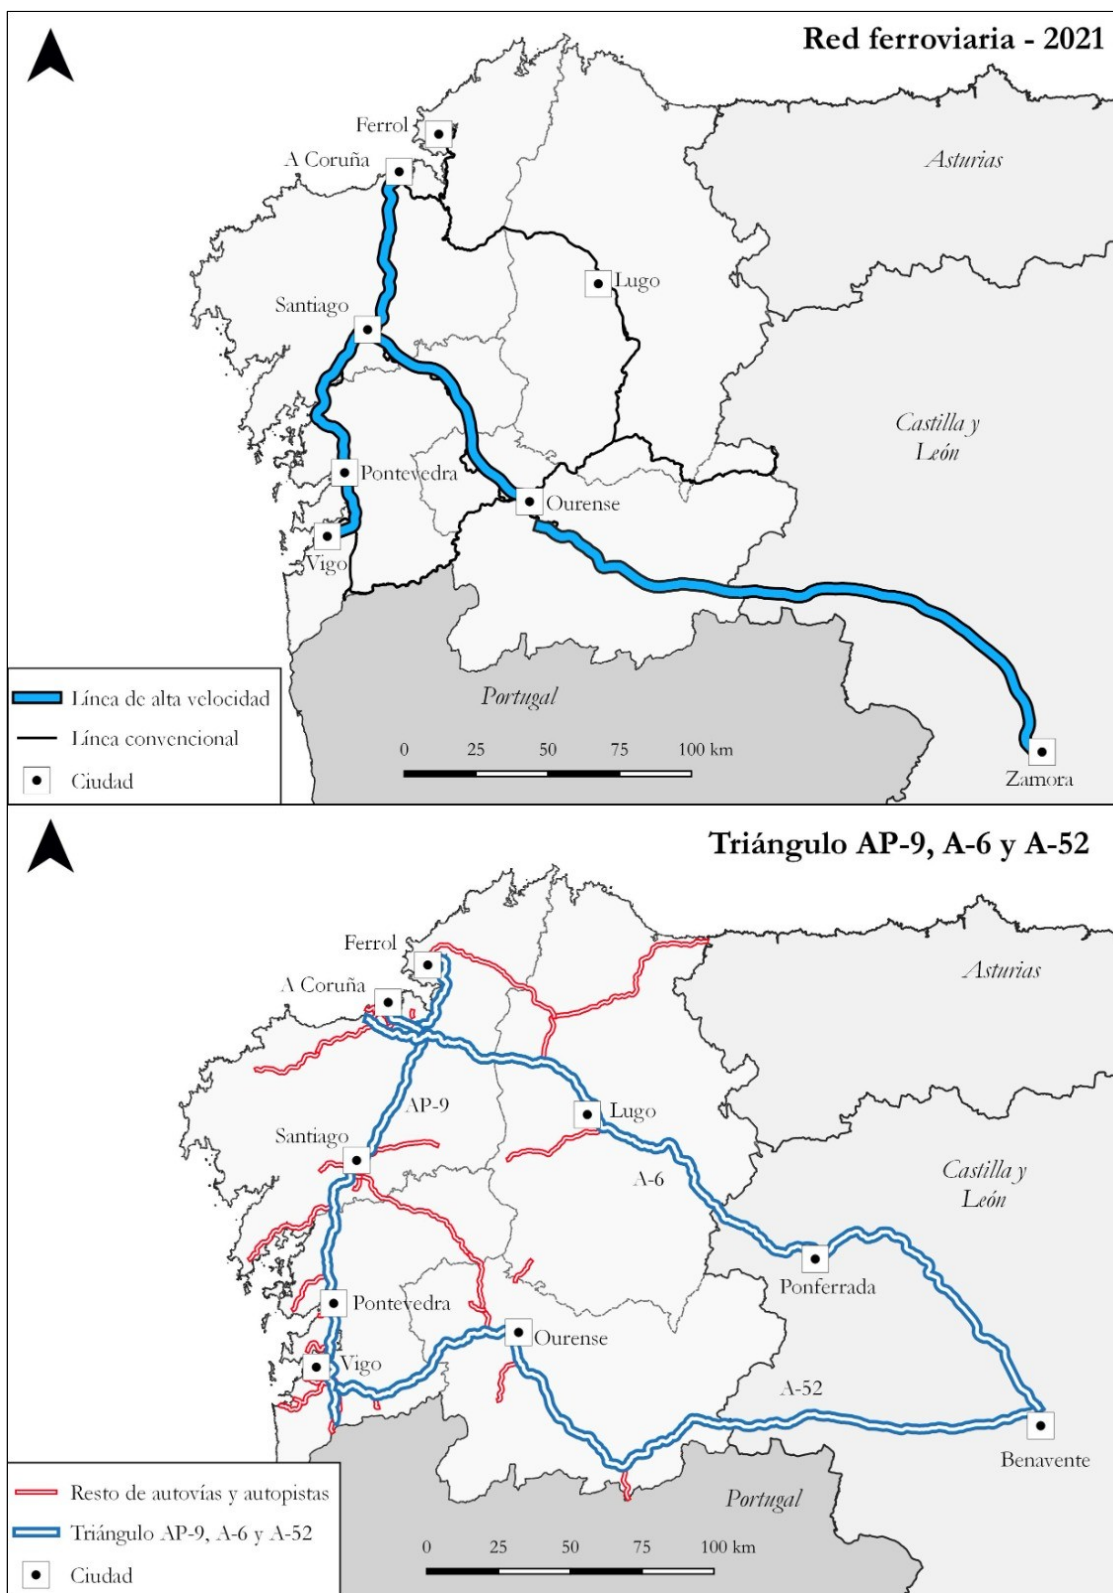 Red ferroviaria - 2021
Ferrol
A Coruña
Asturias
Lugo
Santiago
Castilla y
León
Pontevedra
Ourense
Vigo
Portugal
Zamora
Línea de alta velocidad
Línea convencional
Ciudad
0 25 50 75 100 km
Triángulo AP-9, A-6 y A-52
Ferrol
A Coruña
Asturias
AP-9
Lugo
Santiago
A-6
Castilla y
León
Ponferrada
Pontevedra
Ourense
Vigo
A-52
Benavente
Portugal
Resto de autovías y autopistas
Triángulo AP-9, A-6 y A-52
Ciudad
0 25 50 75 100 km